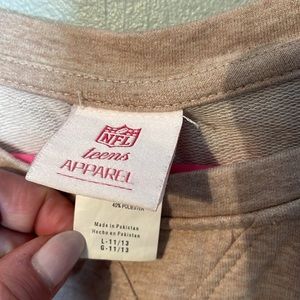 NFL
teens
APPAREL
40% POLYESTER
Made in Pakistan
Hecho en Pakistan
L-11/13
G-11/13